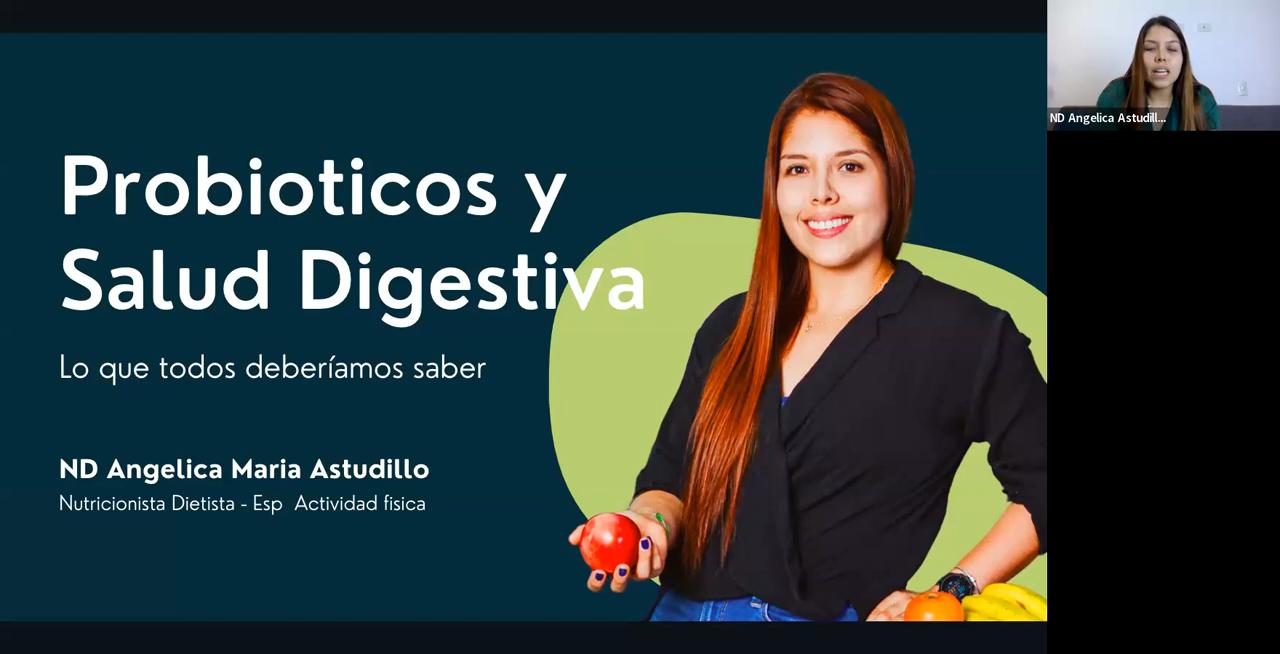 Probioticos y
Salud Digestiva
Lo que todos deberíamos saber
ND Angelica Maria Astudillo
Nutricionista Dietista - Esp Actividad fisica
ND Angelica Astudill...